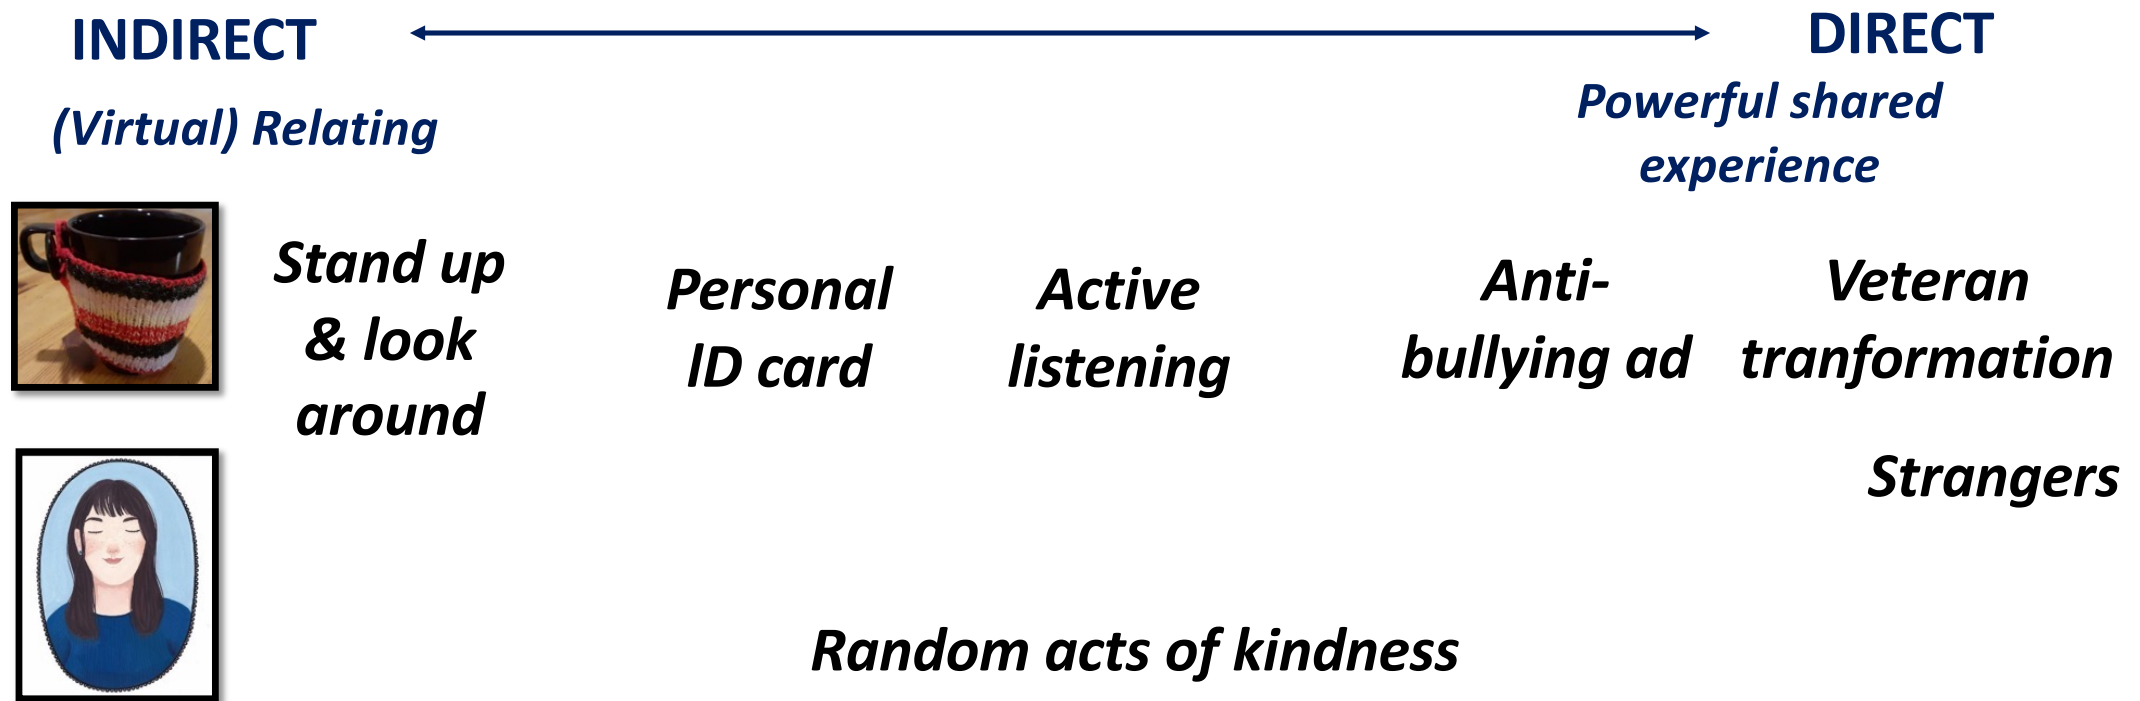 INDIRECT
DIRECT
(Virtual) Relating
Powerful shared
experience
Stand up
& look
around
Personal
ID card
Active
listening
Anti-
bullying ad
Veteran
tranformation
Strangers
Random acts of kindness